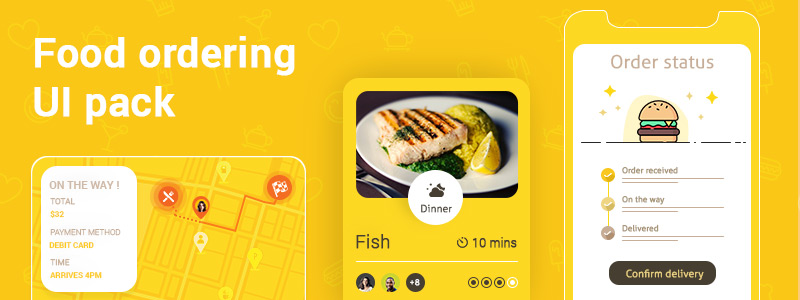 Food ordering
UI pack
ON THE WAY !
TOTAL
$32
PAYMENT METHOD
DEBIT CARD
TIME
ARRIVES 4PM
Dinner
Fish
10 mins
+8
Order status
Order received
On the way
Delivered
Confirm delivery